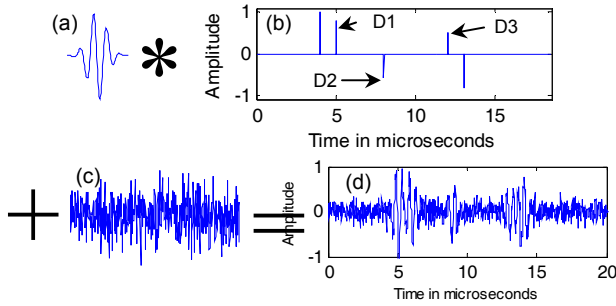 (a)
*
(b)
D1
D3
D2
Amplitude
1
0
-1
0 5 10 15
Time in microseconds
+
(c)
=
(d)
Amplitude
1
0
-1
0 5 10 15 20
Time in microseconds